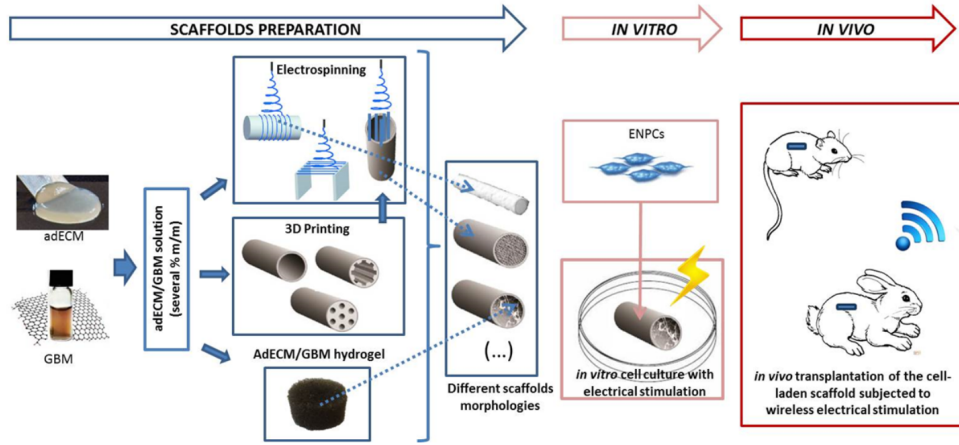 SCAFFOLDS PREPARATION
IN VITRO
IN VIVO
Electrospinning
adECM
GBM
adECM/GBM solution
(several % m/m)
3D Printing
AdECM/GBM hydrogel
(...)
Different scaffolds
morphologies
ENPCs
in vitro cell culture with
electrical stimulation
in vivo transplantation of the cell-
laden scaffold subjected to
wireless electrical stimulation